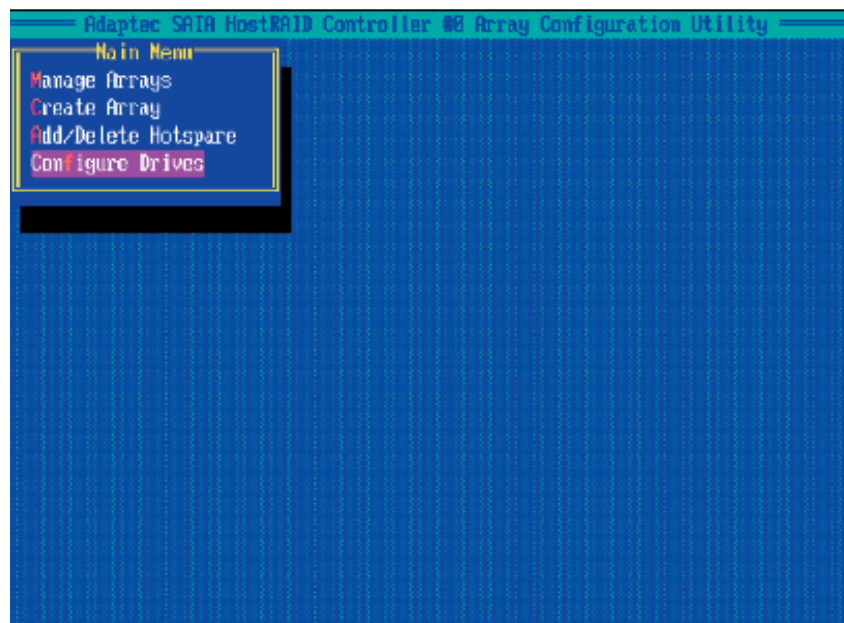 Adaptec SATA HostRAID Controller #0 Array Configuration Utility
Main Menu
Manage Arrays
Create Array
Add/Delete Hotspare
Configure Drives